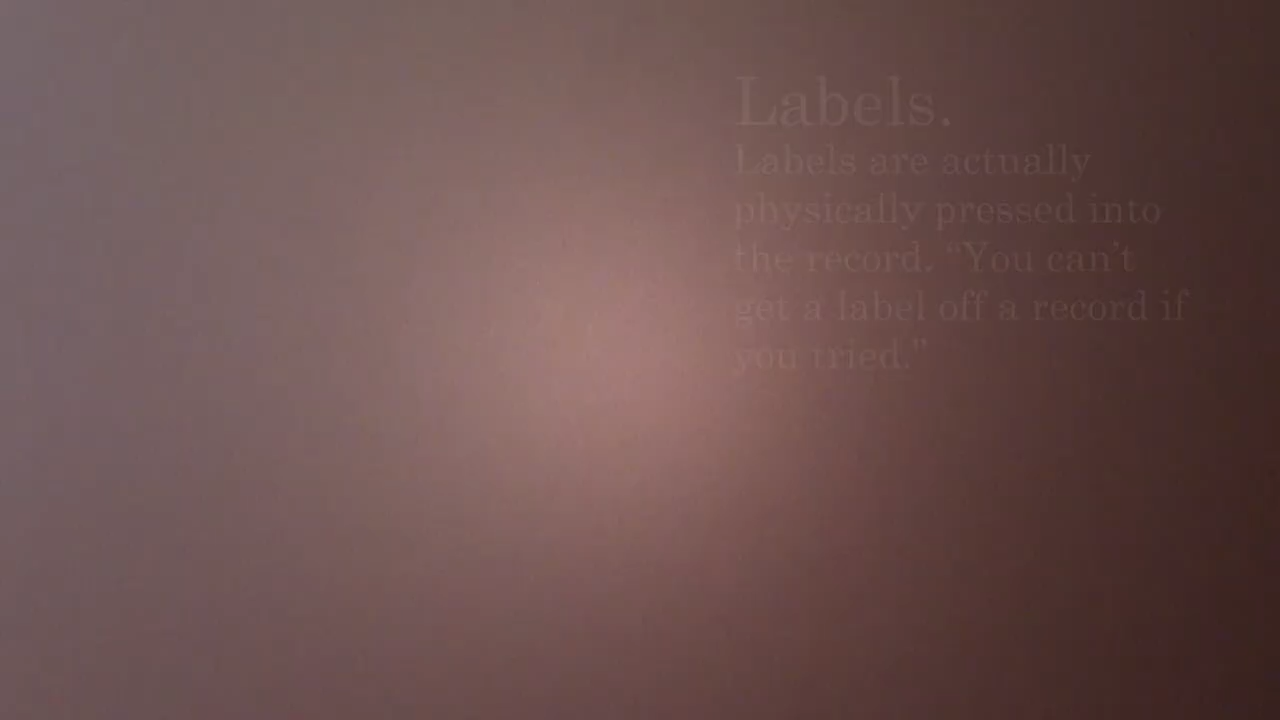 Labels.
Labels are actually
physically pressed into
the record. “You can’t
get a label off a record if
you tried."